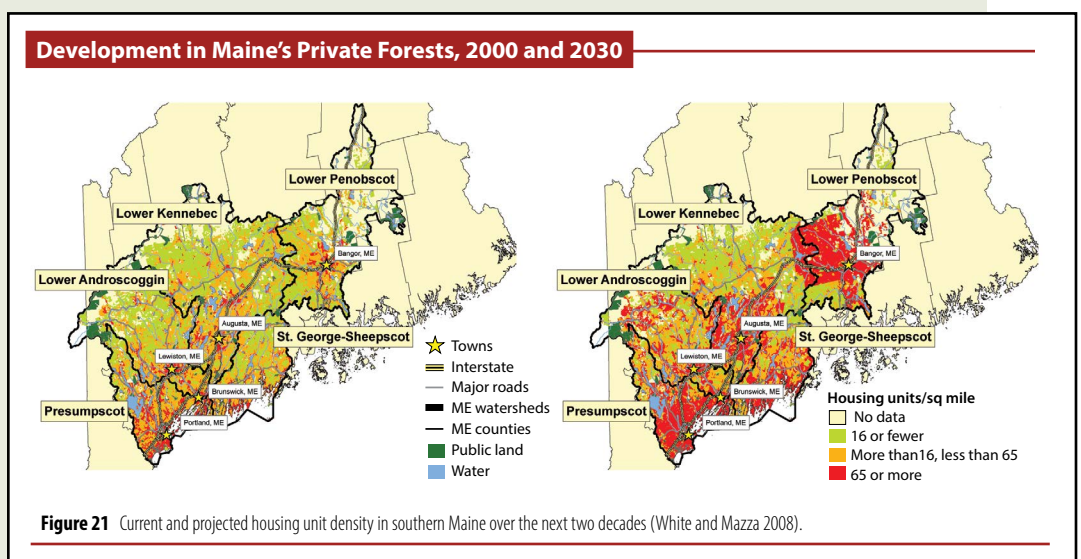 Development in Maine's Private Forests, 2000 and 2030
Lower Penobscot
Lower Kennebec
Bangor, ME
Lower Androscoggin
Augusta, ME
St. George-Sheepscot
Lewiston, ME
Brunswick, ME
Presumpscot
Portland, ME
Towns
Interstate
Major roads
ME watersheds
ME counties
Public land
Water
Lower Penobscot
Lower Kennebec
Bangor, ME
Lower Androscoggin
Augusta, ME
St. George-Sheepscot
Lewiston, ME
Brunswick, ME
Presumpscot
Portland, ME
Housing units/sq mile
No data
16 or fewer
More than16, less than 65
65 or more
Figure 21 Current and projected housing unit density in southern Maine over the next two decades (White and Mazza 2008).